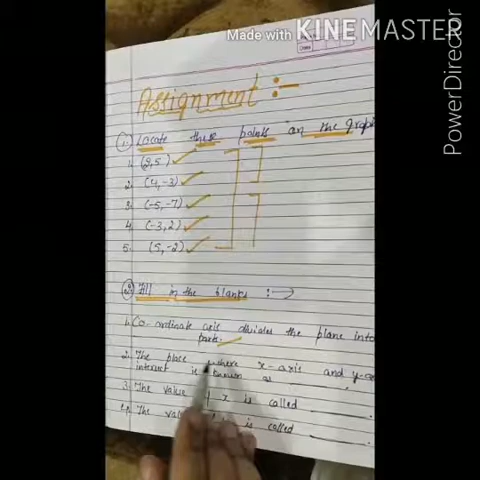 Made with KINEMASTER
PowerDirector
Date
Assignment :-
1. Locate these points on the graph
1. (2,5)
2. (4,-3)
3. (-5,-7)
4. (-3,2)
5. (5,-2)
2. Fill in the blanks :→
1. Co-ordinate axis divides the plane into
parts.
2. The place where x-axis and y-
intersect is known as
3. The value of x is called
4. The is called